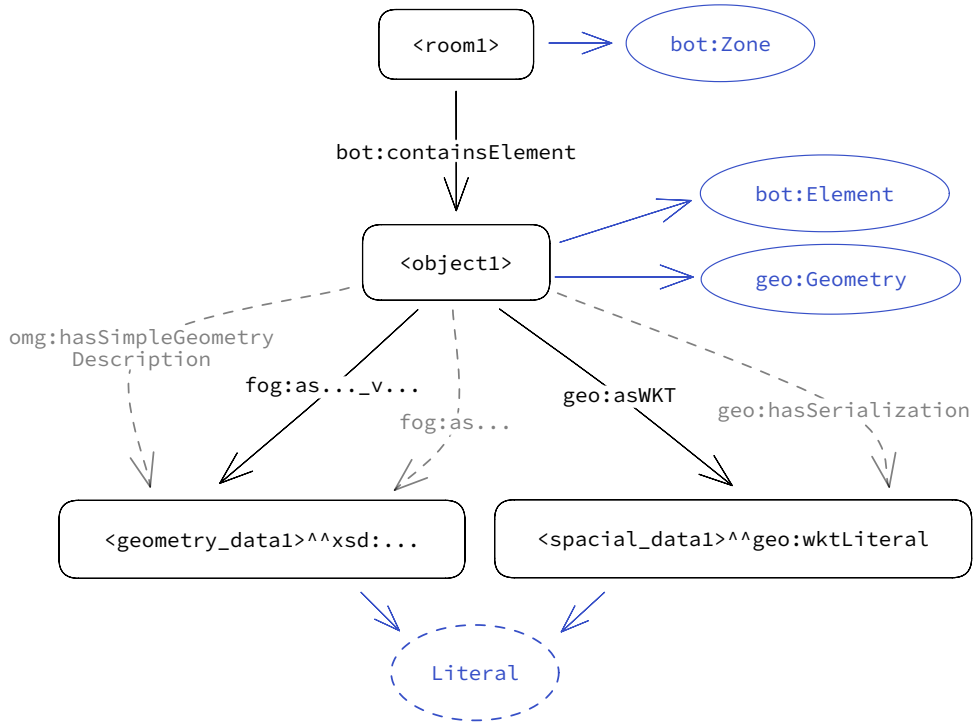 <room1>
bot:Zone
bot:containsElement
bot:Element
<object1>
geo:Geometry
omg:hasSimpleGeometry
Description
fog:as..._v...
geo:asWKT
fog:as...
geo:hasSerialization
<geometry_data1>^^xsd:...
<spacial_data1>^^geo:wktLiteral
Literal